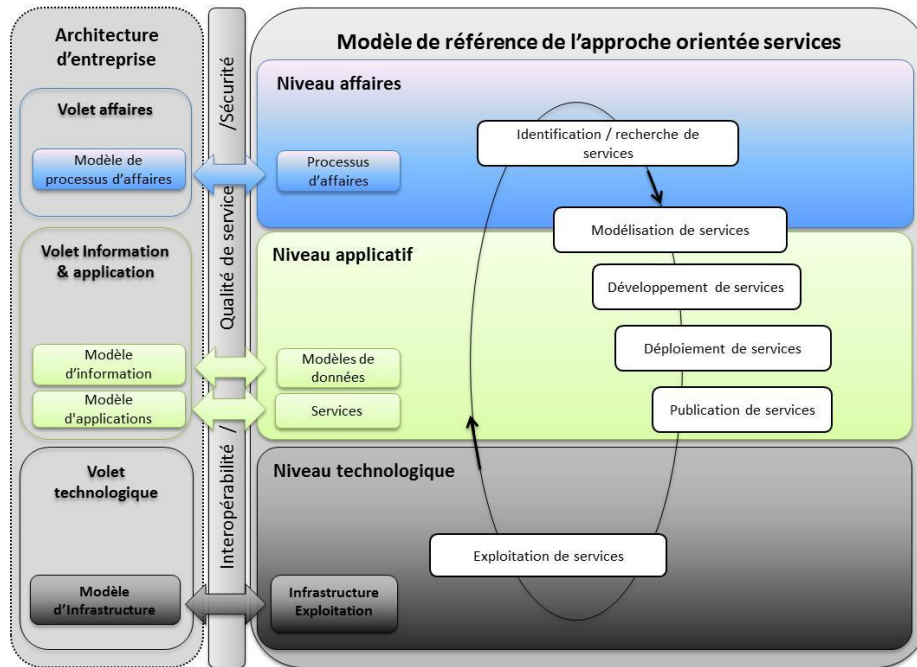 Architecture
d'entreprise
Volet affaires
Modèle de
processus d'affaires
Volet Information
& application
Modèle
d'information
Modèle
d'applications
Volet
technologique
Modèle
d'Infrastructure
Interopérabilité / Qualité de service /Sécurité
Modèle de référence de l'approche orientée services
Niveau affaires
Identification / recherche de
services
Processus
d'affaires
Modélisation de services
Niveau applicatif
Développement de services
Déploiement de services
Modèles de
données
Services
Publication de services
Niveau technologique
Exploitation de services
Infrastructure
Exploitation